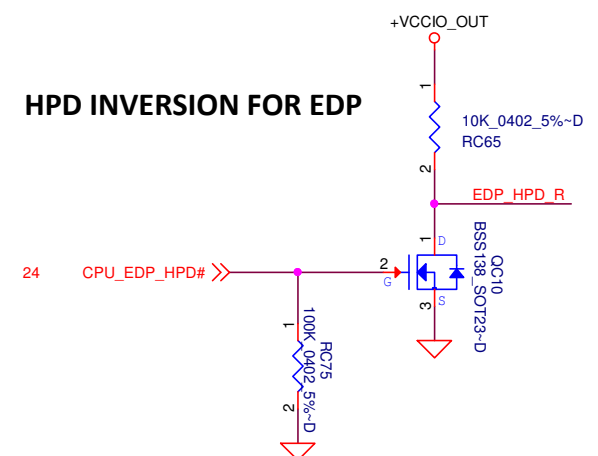 +VCCIO_OUT
1
HPD INVERSION FOR EDP
10K_0402_5%~D
RC65
2
EDP_HPD_R
1
D
2
G
S
3
QC10
BSS138_SOT23~D
24
CPU_EDP_HPD#
1
RC75
100K_0402_5%~D
2